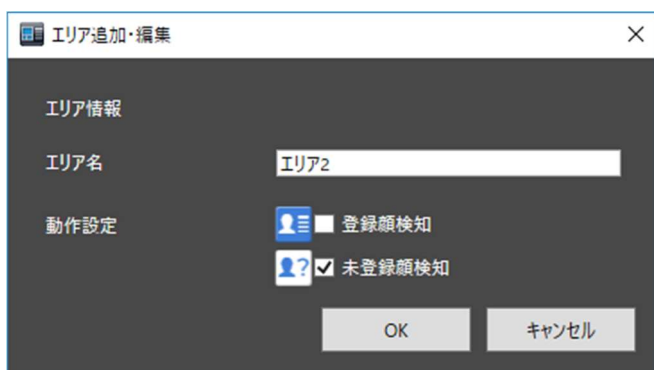 エリア追加・編集
エリア情報
エリア名 エリア2
動作設定 登録顔検知
未登録顔検知
OK キャンセル